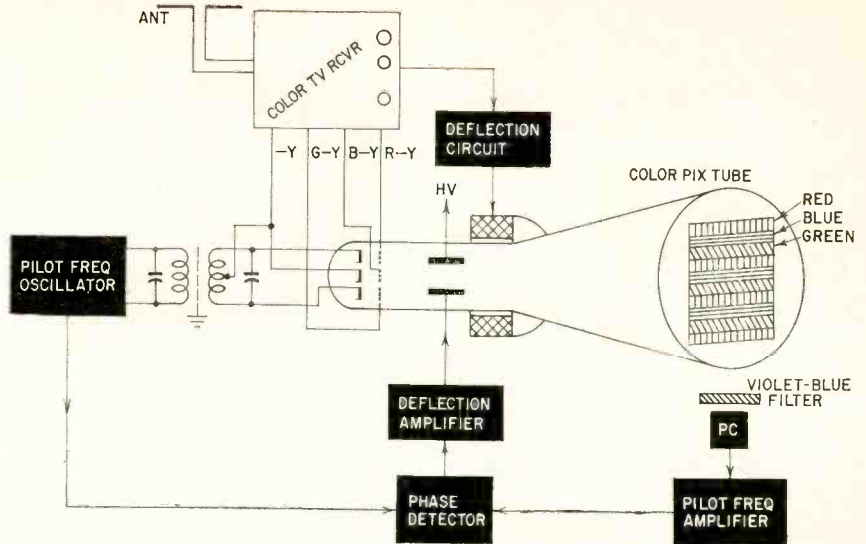 ANT
COLOR TV RCVR
DEFLECTION
CIRCUIT
-Y
G-Y
B-Y
R-Y
HV
COLOR PIX TUBE
RED
BLUE
GREEN
PILOT FREQ
OSCILLATOR
VIOLET-BLUE
FILTER
DEFLECTION
AMPLIFIER
PC
PHASE
DETECTOR
PILOT FREQ
AMPLIFIER